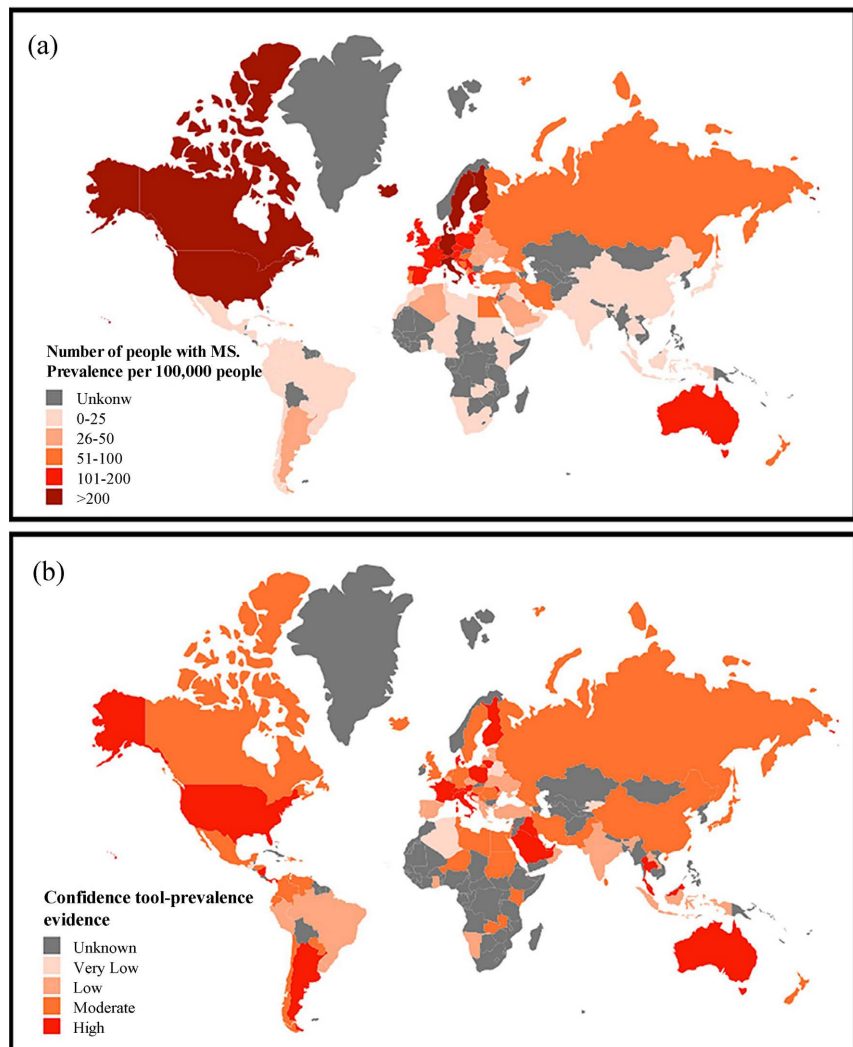 (a)
Number of people with MS.
Prevalence per 100,000 people
Unkonw
0-25
26-50
51-100
101-200
>200
(b)
Confidence tool-prevalence
evidence
Unknown
Very Low
Low
Moderate
High